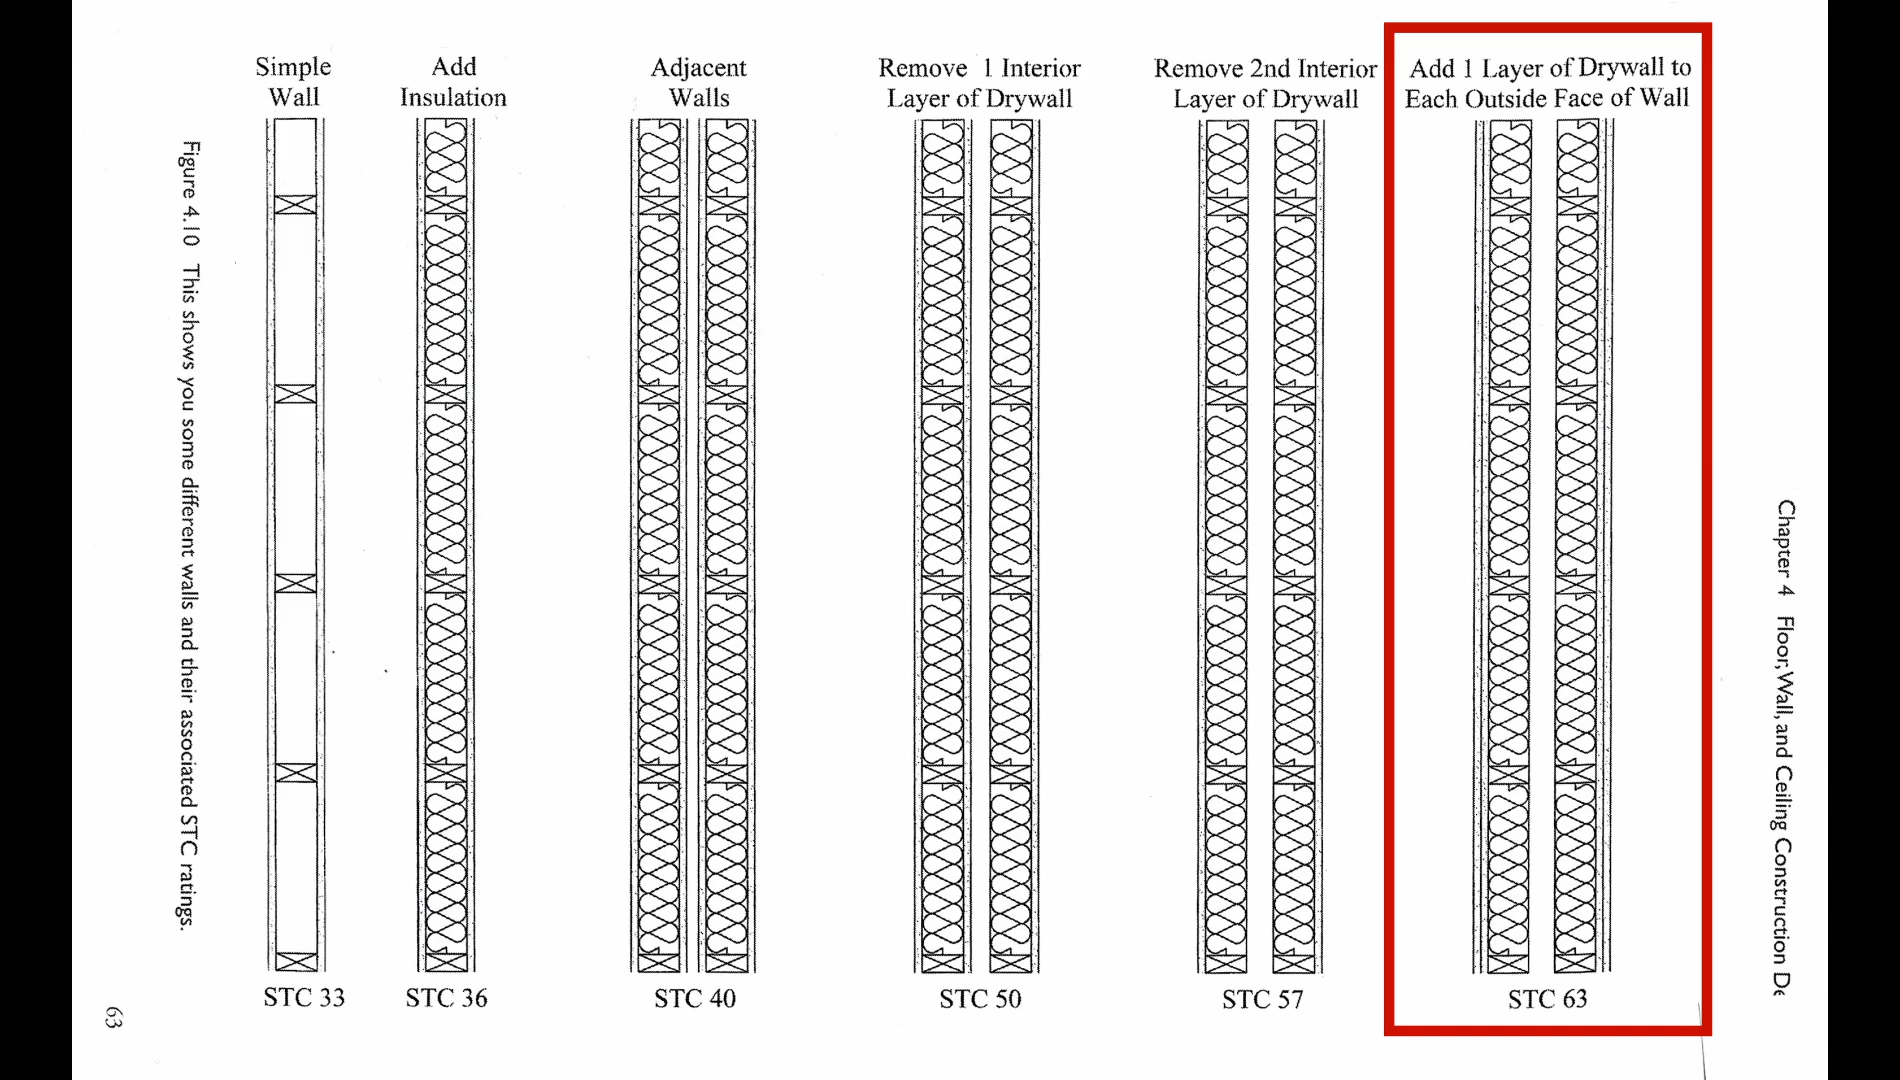 Simple
Wall
Add
Insulation
Adjacent
Walls
Remove 1 Interior
Layer of Drywall
Remove 2nd Interior
Layer of Drywall
Add 1 Layer of Drywall to
Each Outside Face of Wall
STC 33
STC 36
STC 40
STC 50
STC 57
STC 63
Figure 4.10 This shows you some different walls and their associated STC ratings.
Chapter 4 Floor, Wall, and Ceiling Construction De
63